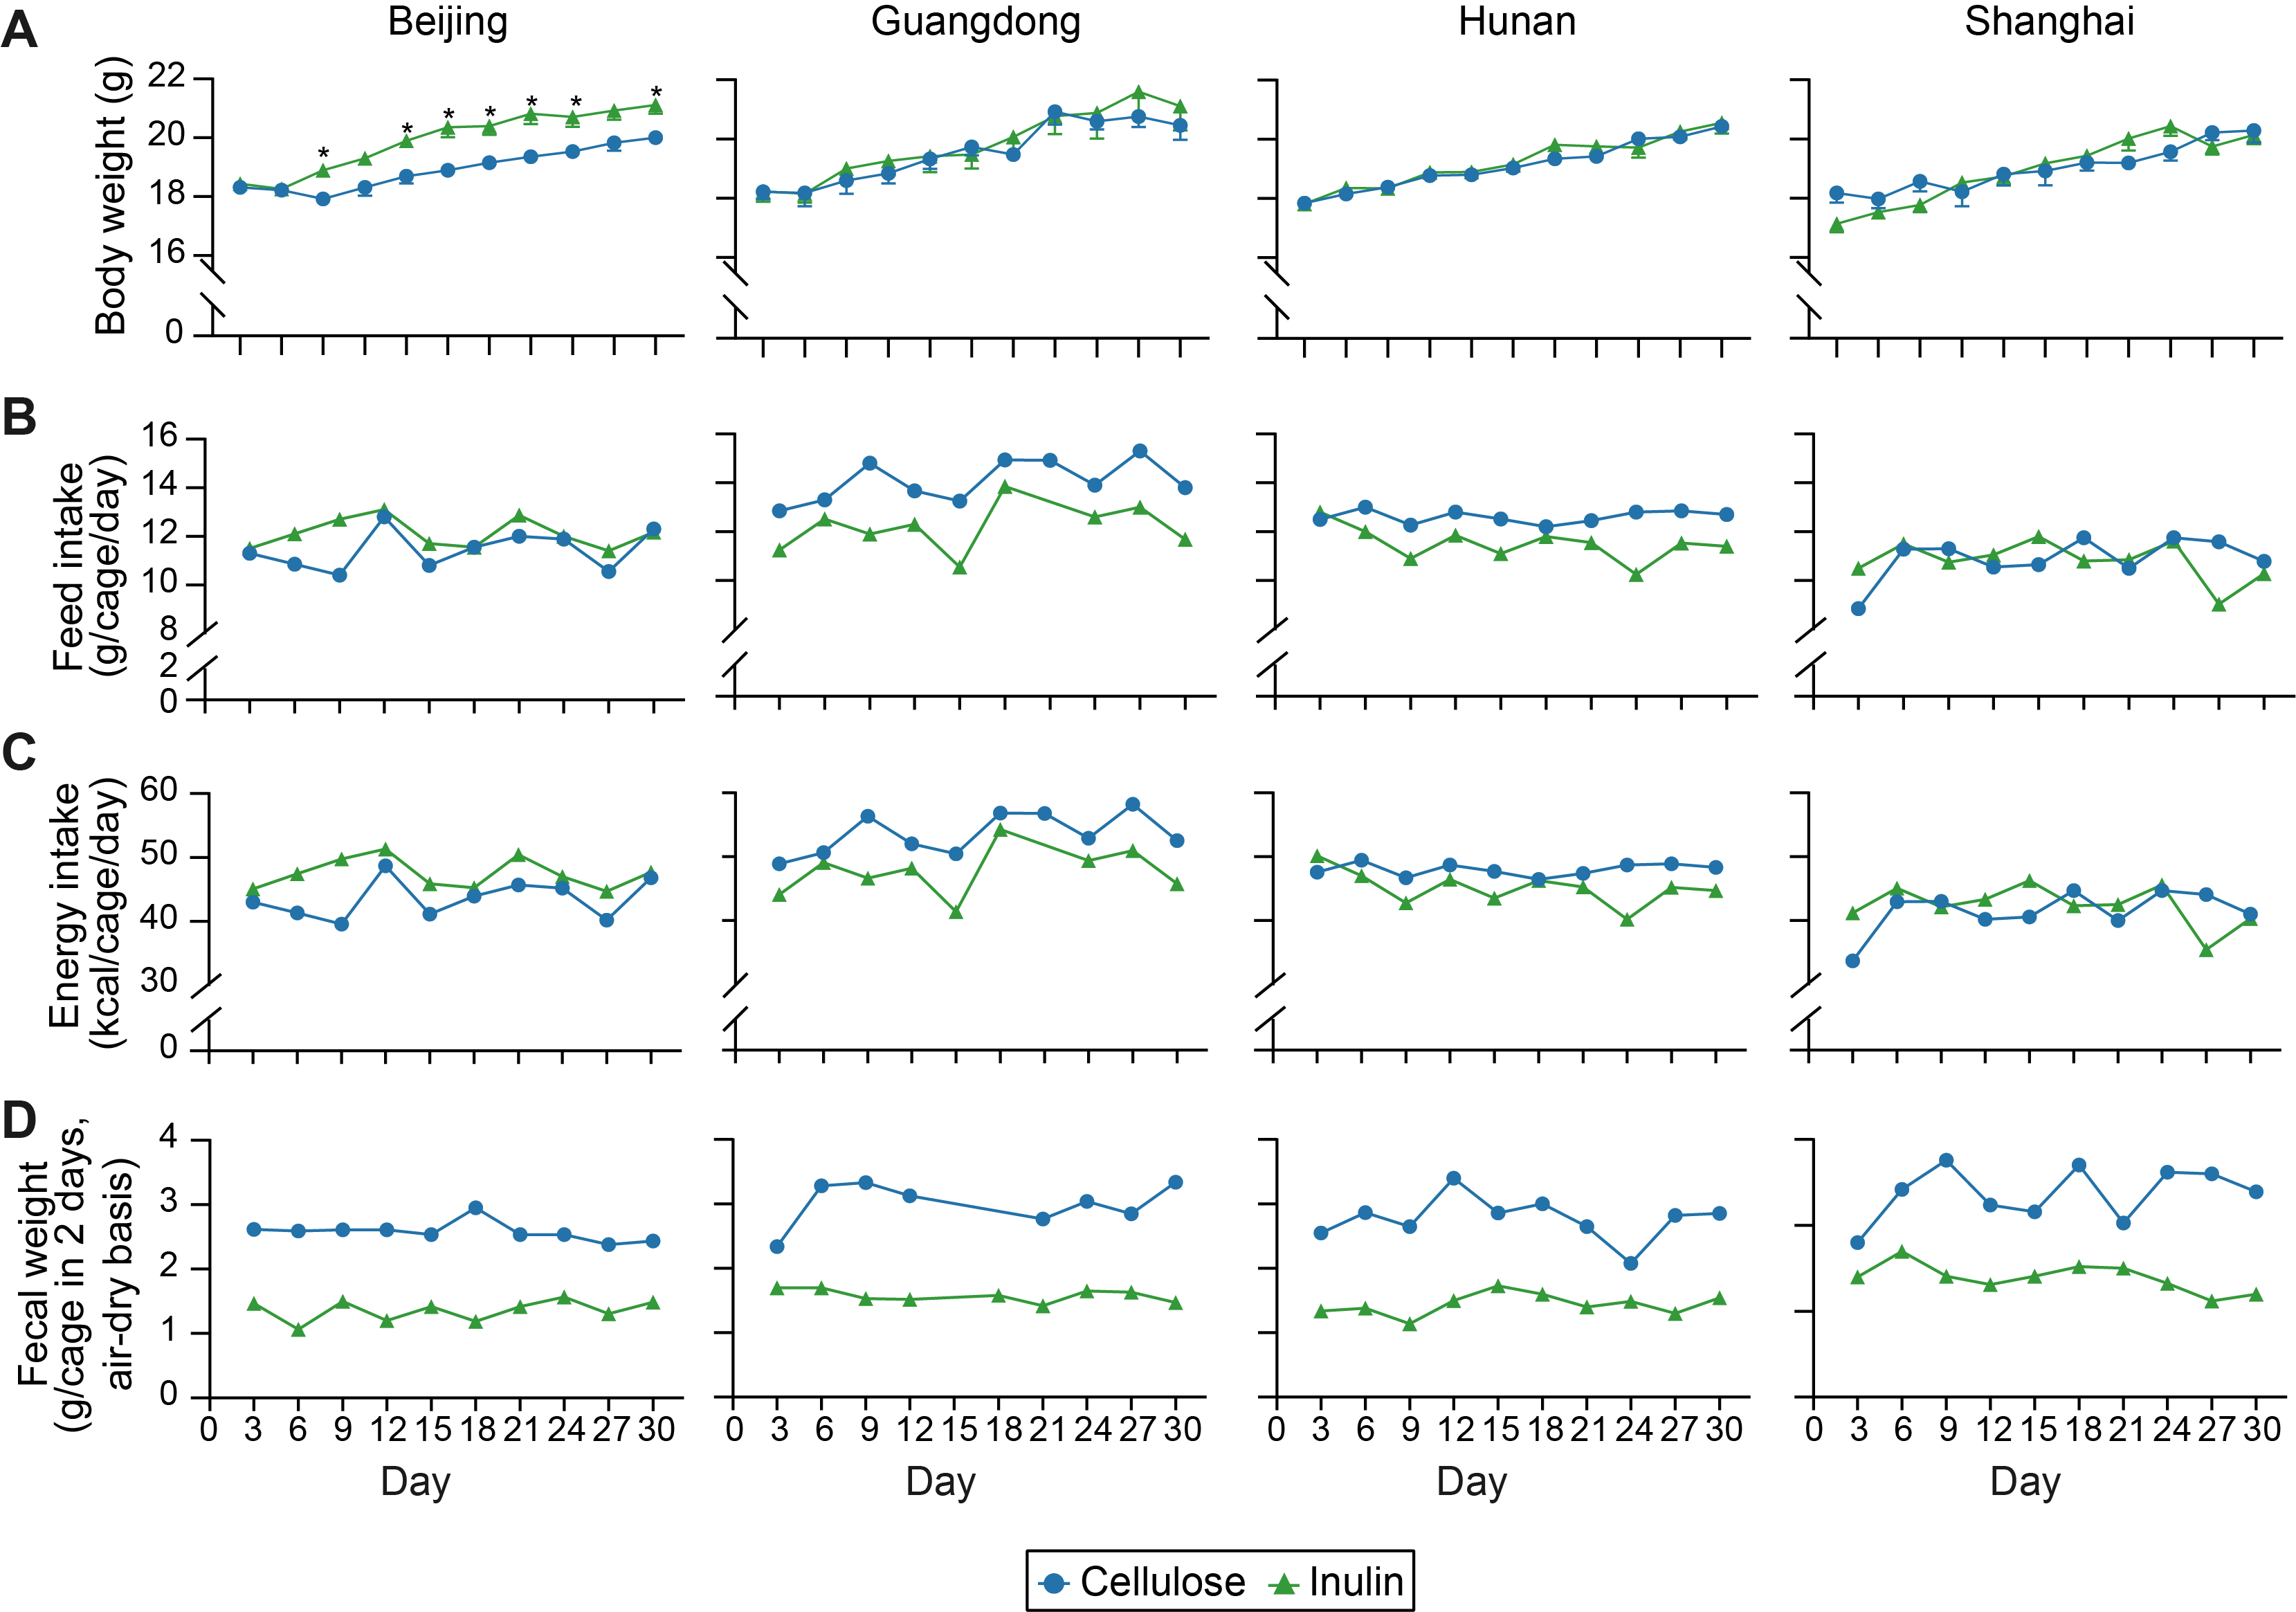 A
Beijing
Guangdong
Hunan
Shanghai
Body weight (g)
22
20
18
16
0
*
*
*
*
*
*
*
B
Feed intake
(g/cage/day)
16
14
12
10
8
2
0
C
Energy intake
(kcal/cage/day)
60
50
40
30
0
D
Fecal weight
(g/cage in 2 days,
air-dry basis)
4
3
2
1
0
0 3 6 9 12 15 18 21 24 27 30
0 3 6 9 12 15 18 21 24 27 30
0 3 6 9 12 15 18 21 24 27 30
0 3 6 9 12 15 18 21 24 27 30
Day
Day
Day
Day
Cellulose
Inulin